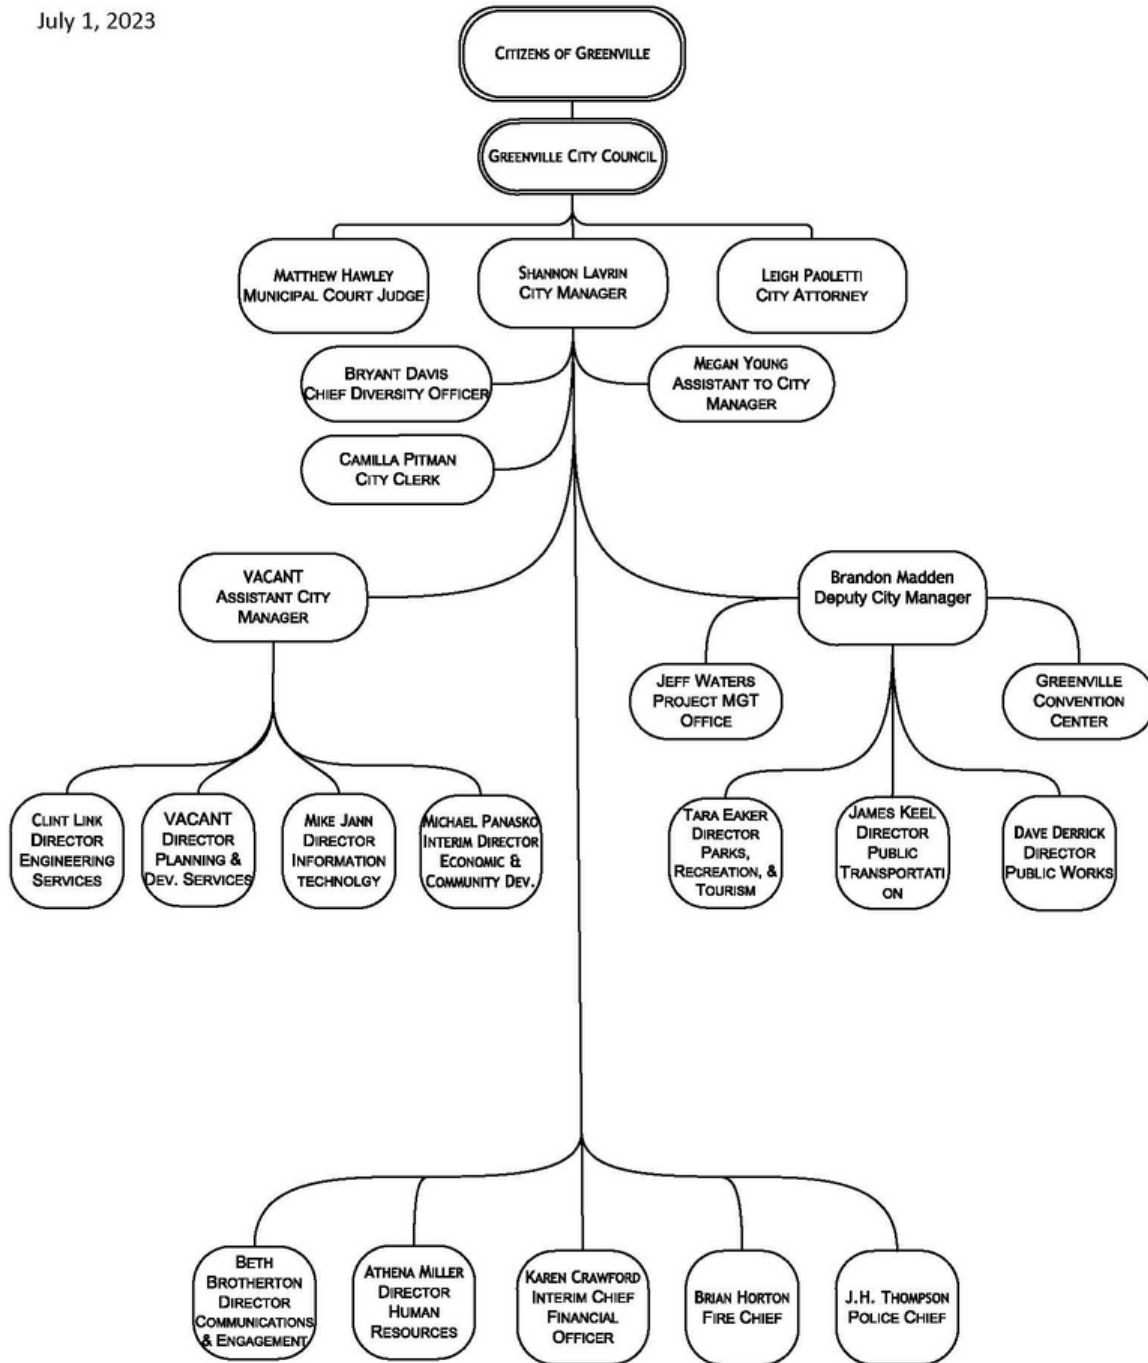 July 1, 2023
CITIZENS OF GREENVILLE
GREENVILLE CITY COUNCIL
MATTHEW HAWLEY
MUNICIPAL COURT JUDGE
SHANNON LAVRIN
CITY MANAGER
LEIGH PAOLETTI
CITY ATTORNEY
BRYANT DAVIS
CHIEF DIVERSITY OFFICER
MEGAN YOUNG
ASSISTANT TO CITY
MANAGER
CAMILLA PITMAN
CITY CLERK
VACANT
ASSISTANT CITY
MANAGER
Brandon Madden
Deputy City Manager
JEFF WATERS
PROJECT MGT
OFFICE
GREENVILLE
CONVENTION
CENTER
CLINT LINK
DIRECTOR
ENGINEERING
SERVICES
VACANT
DIRECTOR
PLANNING &
DEV. SERVICES
MIKE JANN
DIRECTOR
INFORMATION
TECHNOLGY
MICHAEL PANASKO
INTERIM DIRECTOR
ECONOMIC &
COMMUNITY DEV.
TARA EAKER
DIRECTOR
PARKS,
RECREATION, &
TOURISM
JAMES KEEL
DIRECTOR
PUBLIC
TRANSPORTATI
ON
DAVE DERRICK
DIRECTOR
PUBLIC WORKS
BETH
BROTHERTON
DIRECTOR
COMMUNICATIONS
& ENGAGEMENT
ATHENA MILLER
DIRECTOR
HUMAN
RESOURCES
KAREN CRAWFORD
INTERIM CHIEF
FINANCIAL
OFFICER
BRIAN HORTON
FIRE CHIEF
J.H. THOMPSON
POLICE CHIEF